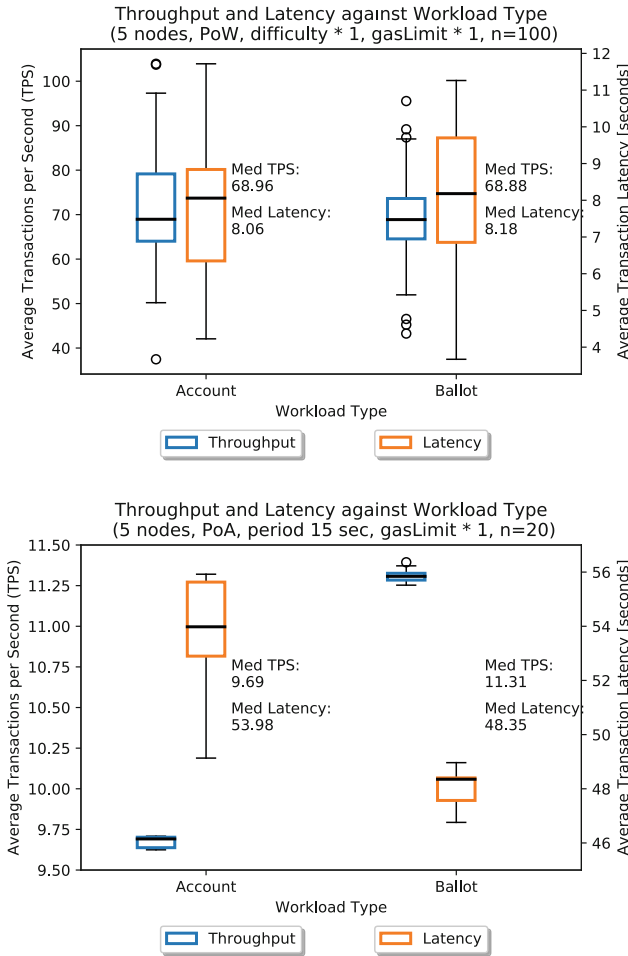 Throughput and Latency against Workload Type
(5 nodes, PoW, difficulty * 1, gasLimit * 1, n=100)
Average Transactions per Second (TPS)
100
90
80
70
60
50
40
Med TPS:
68.96
Med Latency:
8.06
Med TPS:
68.88
Med Latency:
8.18
12
11
10
9
8
7
6
5
4
Average Transaction Latency [seconds]
Account
Ballot
Workload Type
Throughput
Latency
Throughput and Latency against Workload Type
(5 nodes, PoA, period 15 sec, gasLimit * 1, n=20)
Average Transactions per Second (TPS)
11.50
11.25
11.00
10.75
10.50
10.25
10.00
9.75
9.50
Med TPS:
9.69
Med Latency:
53.98
Med TPS:
11.31
Med Latency:
48.35
56
54
52
50
48
46
Average Transaction Latency [seconds]
Account
Ballot
Workload Type
Throughput
Latency